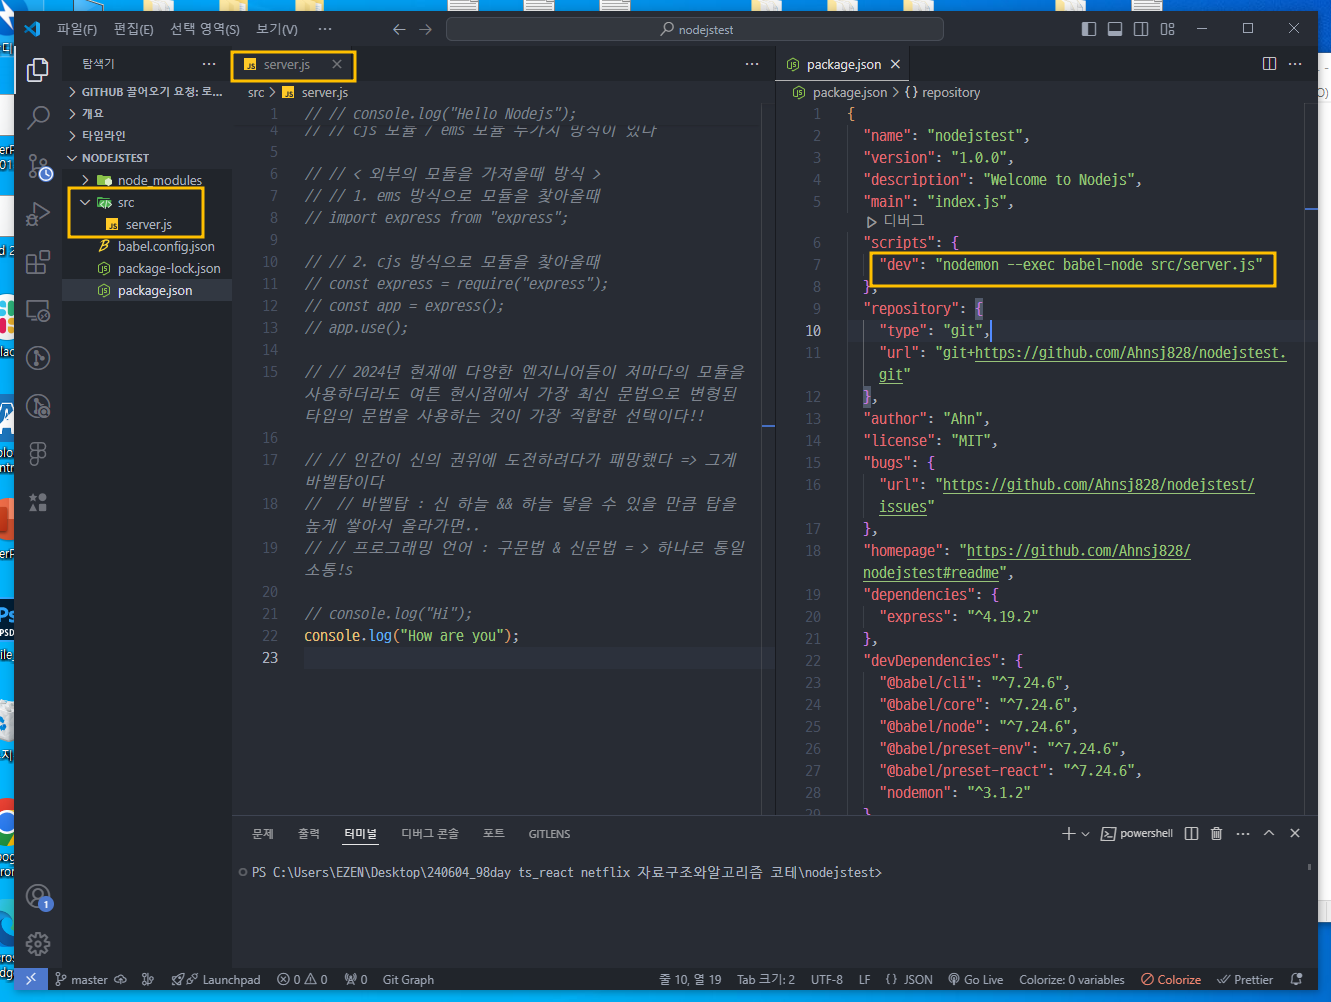 파일(F) 편집(E) 선택 영역(S) 보기(V) ··· nodejstest
탐색기
GITHUB 끌어오기 요청: 로...
개요
타임라인
NODEJSTEST
node_modules
src
server.js
babel.config.json
package-lock.json
package.json
server.js
src > server.js
1 // // console.log("Hello Nodejs");
4 // // cjs 모듈 / ems 모듈 두가지 방식이 있다
5
6 // // < 외부의 모듈을 가져올때 방식 >
7 // // 1. ems 방식으로 모듈을 찾아올때
8 // import express from "express";
9
10 // // 2. cjs 방식으로 모듈을 찾아올때
11 // const express = require("express");
12 // const app = express();
13 // app.use();
14
15 // // 2024년 현재에 다양한 엔지니어들이 저마다의 모듈을
사용하더라도 여튼 현시점에서 가장 최신 문법으로 변형된
타입의 문법을 사용하는 것이 가장 적합한 선택이다!!
16
17 // // 인간이 신의 권위에 도전하려다가 패망했다 => 그게
바벨탑이다
18 //  // 바벨탑 : 신 하늘 && 하늘 닿을 수 있을 만큼 탑을
높게 쌓아서 올라가면..
19 // // 프로그래밍 언어 : 구문법 & 신문법 = > 하나로 통일
소통!s
20
21 // console.log("Hi");
22 console.log("How are you");
23
package.json
package.json > { } repository
1 {
2 "name": "nodejstest",
3 "version": "1.0.0",
4 "description": "Welcome to Nodejs",
5 "main": "index.js",
디버그
6 "scripts": {
7 "dev": "nodemon --exec babel-node src/server.js"
8 },
9 "repository": {
10 "type": "git",
11 "url": "git+https://github.com/Ahnsj828/nodejstest.
git"
12 },
13 "author": "Ahn",
14 "license": "MIT",
15 "bugs": {
16 "url": "https://github.com/Ahnsj828/nodejstest/
issues"
17 },
18 "homepage": "https://github.com/Ahnsj828/
nodejstest#readme",
19 "dependencies": {
20 "express": "^4.19.2"
21 },
22 "devDependencies": {
23 "@babel/cli": "^7.24.6",
24 "@babel/core": "^7.24.6",
25 "@babel/node": "^7.24.6",
26 "@babel/preset-env": "^7.24.6",
27 "@babel/preset-react": "^7.24.6",
28 "nodemon": "^3.1.2"
29 }
문제 출력 터미널 디버그 콘솔 포트 GITLENS powershell
PS C:\Users\EZEN\Desktop\240604_98day ts_react netflix 자료구조와알고리즘 코테\nodejstest>
1
master Launchpad 0 0 0 Git Graph 줄 10, 열 19 Tab 크기: 2 UTF-8 LF { } JSON Go Live Colorize: 0 variables Colorize Prettier